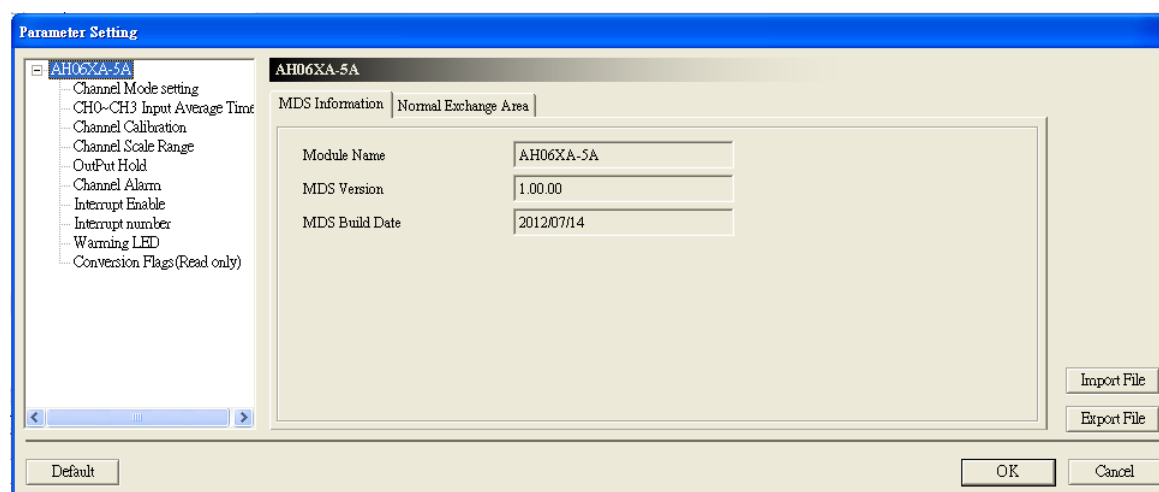 Parameter Setting
AH06XA-5A
Channel Mode setting
CH0~CH3 Input Average Time
Channel Calibration
Channel Scale Range
OutPut Hold
Channel Alarm
Interrupt Enable
Interrupt number
Warming LED
Conversion Flags(Read only)
AH06XA-5A
MDS Information
Normal Exchange Area
Module Name
AH06XA-5A
MDS Version
1.00.00
MDS Build Date
2012/07/14
Import File
Export File
Default
OK
Cancel